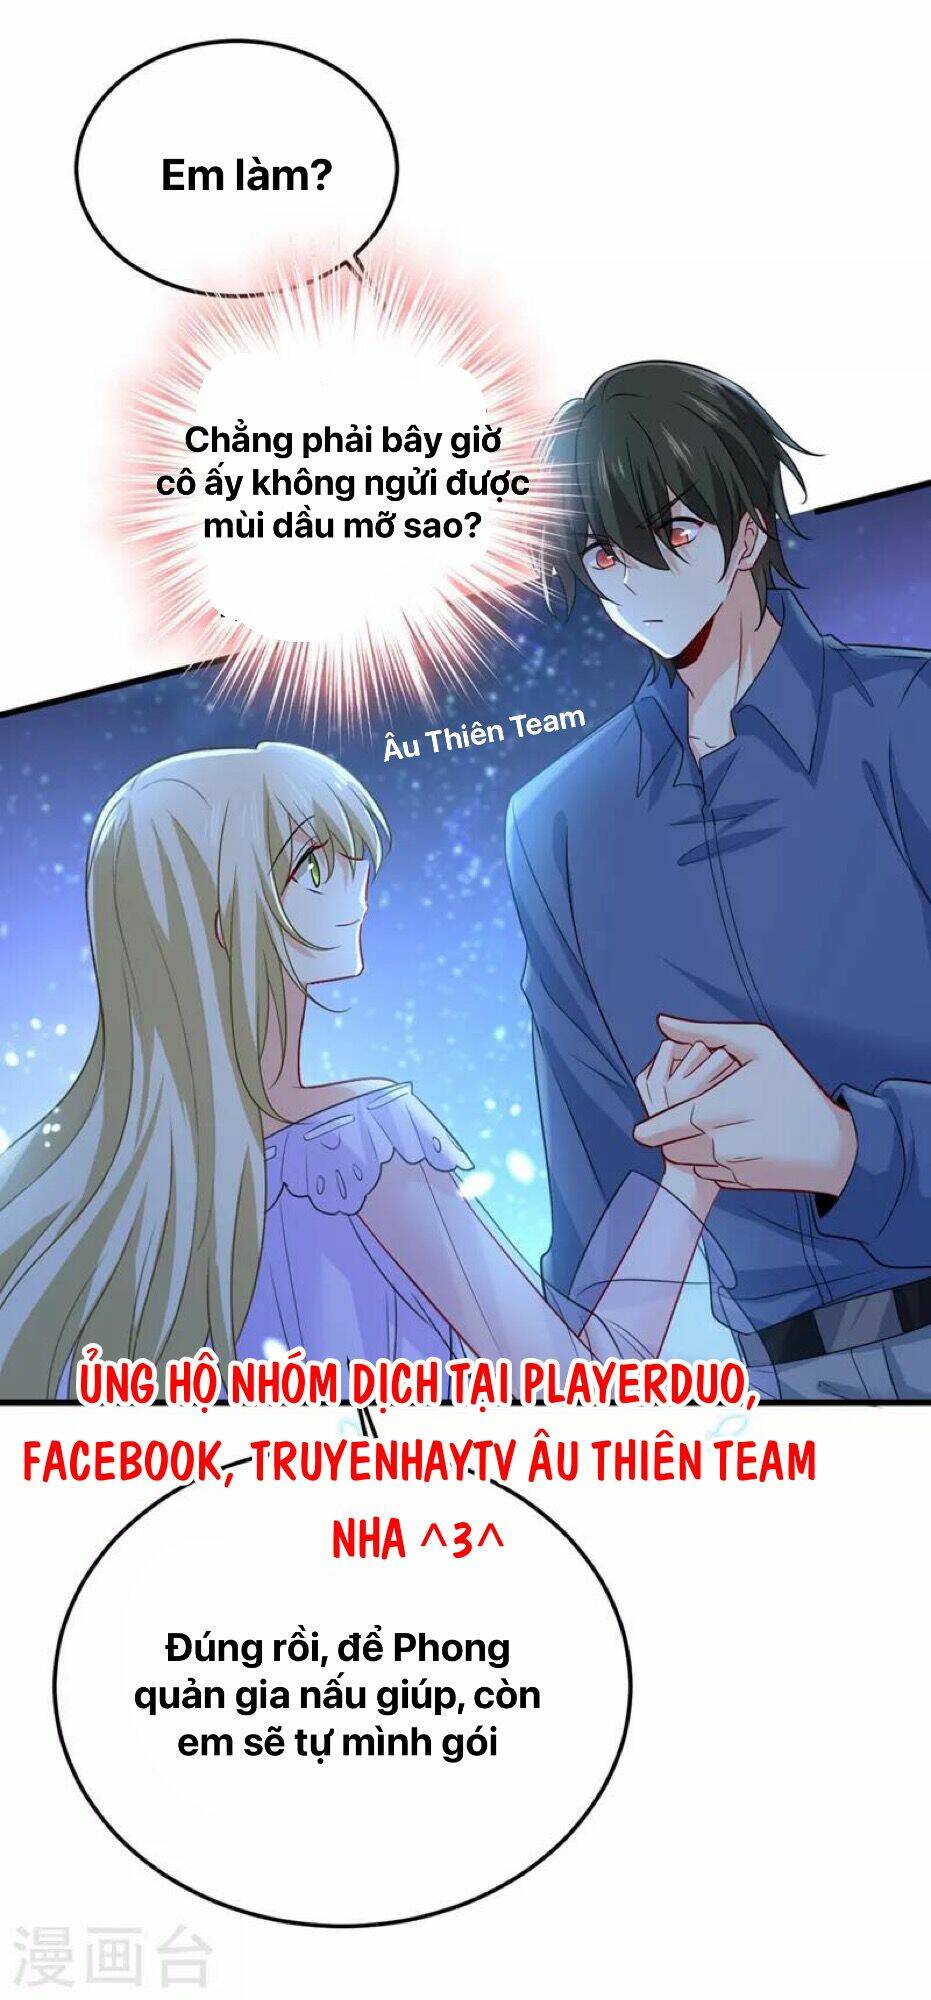 Em làm?
Chẳng phải bây giờ
cô ấy không ngửi được
mùi dầu mỡ sao?
Âu Thiên Team
ỦNG HỘ NHÓM DỊCH TẠI PLAYERDUO,
FACEBOOK, TRUYENHAYTV ÂU THIÊN TEAM
NHA ^3^
Đúng rồi, để Phong
quản gia nấu giúp, còn
em sẽ tự mình gói
漫画台